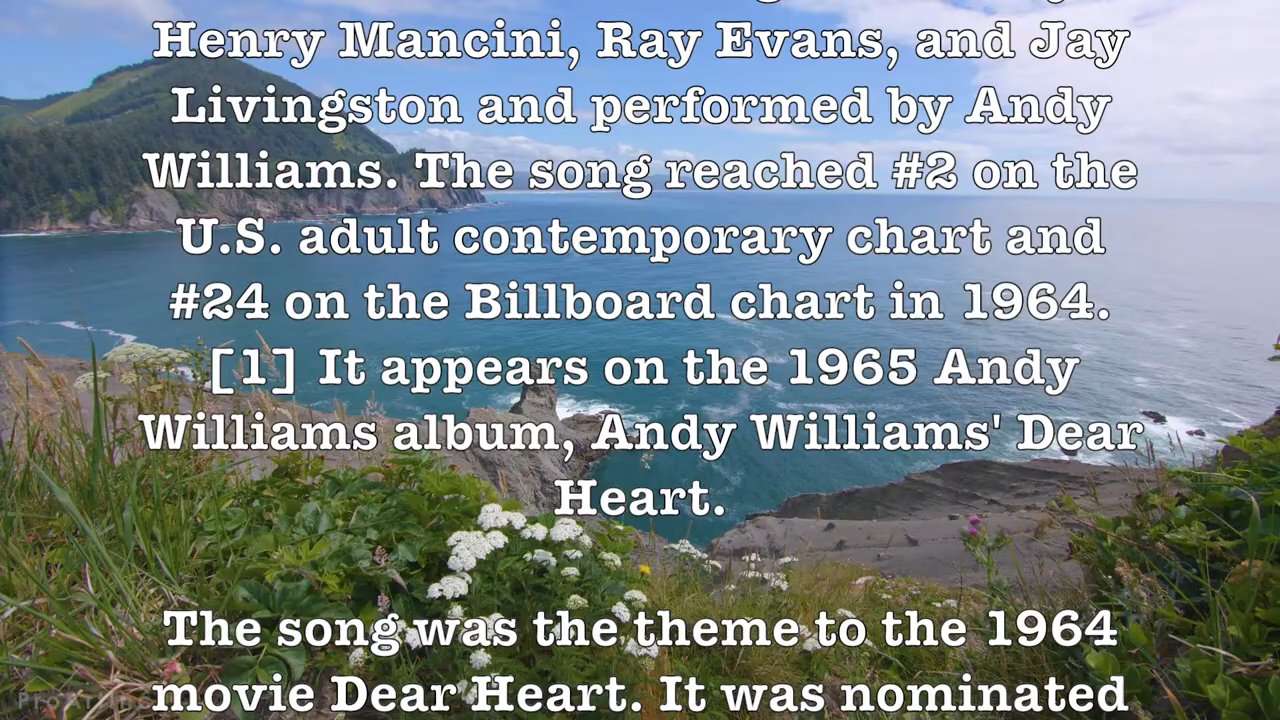 Henry Mancini, Ray Evans, and Jay
Livingston and performed by Andy
Williams. The song reached #2 on the
U.S. adult contemporary chart and
#24 on the Billboard chart in 1964.
[1] It appears on the 1965 Andy
Williams album, Andy Williams' Dear
Heart.
The song was the theme to the 1964
movie Dear Heart. It was nominated